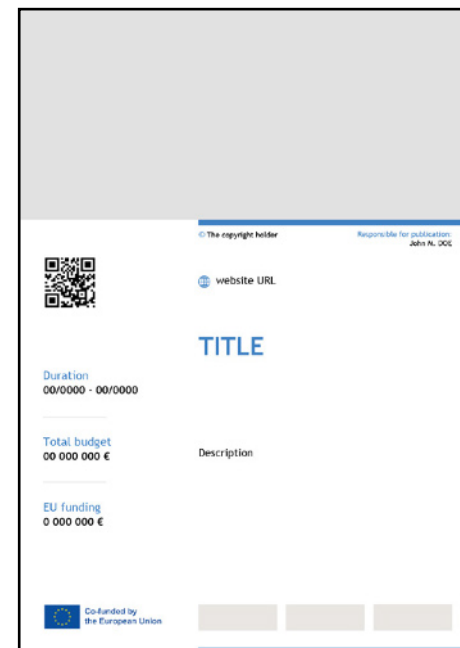 © The copyright holder
Responsible for publication:
John M. DOE
website URL
TITLE
Duration
00/0000 - 00/0000
Total budget
00 000 000 €
Description
EU funding
0 000 000 €
Co-funded by
the European Union